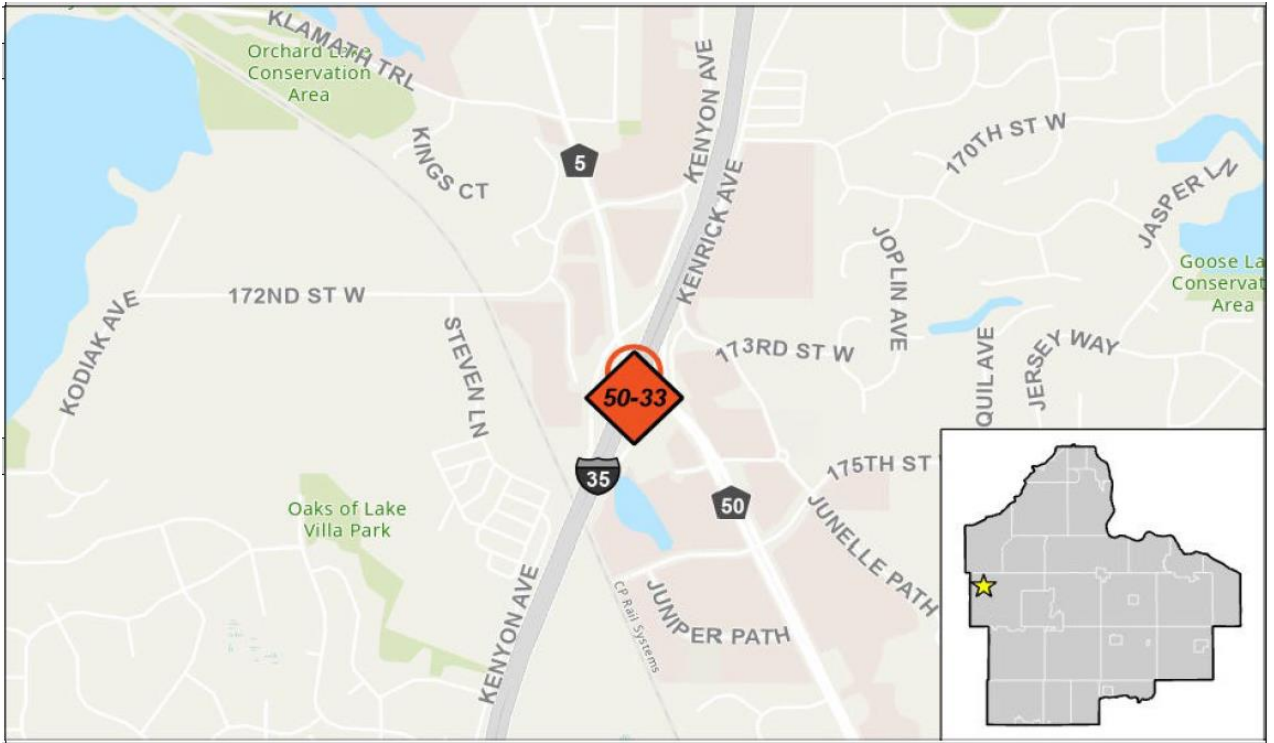 KLAMATH TRL
Orchard Lake
Conservation
Area
KENYON AVE
KINGS CT
5
170TH ST W
JASPER LN
KENRICK AVE
JOPLIN AVE
Goose La
Conservat
Area
172ND ST W
KODIAK AVE
STEVEN LN
173RD ST W
QUIL AVE
JERSEY WAY
50-33
35
175TH ST
50
Oaks of Lake
Villa Park
JUNELLE PATH
KENYON AVE
CP Rail Systems
JUNIPER PATH